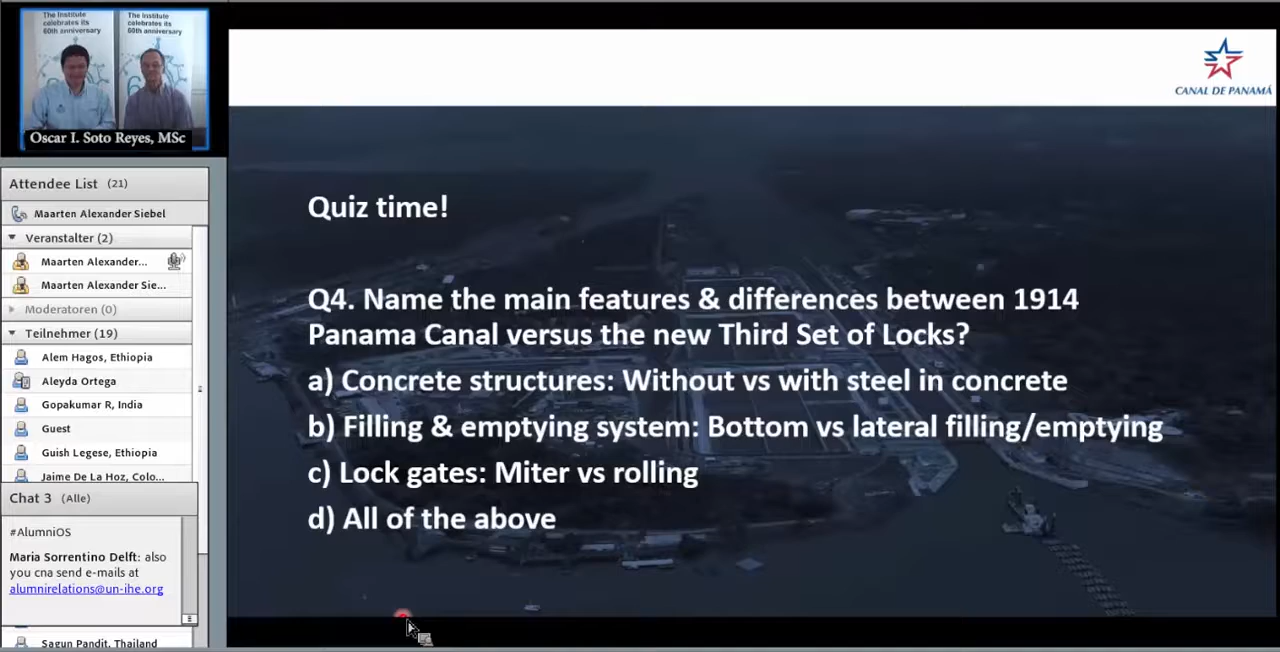 The Institute
celebrates its
60th anniversary
The Institute
celebrates its
60th anniversary
Oscar I. Soto Reyes, MSc
Attendee List (21)
Maarten Alexander Siebel
Veranstalter (2)
Maarten Alexander...
Maarten Alexander Sie...
Moderatoren (0)
Teilnehmer (19)
Alem Hagos, Ethiopia
Aleyda Ortega
Gopakumar R, India
Guest
Guish Legese, Ethiopia
Jaime De La Hoz, Colo...
Chat 3 (Alle)
#AlumniOS
Maria Sorrentino Delft: also
you cna send e-mails at
alumnirelations@un-ihe.org
Sagun Pandit, Thailand
CANAL DE PANAMÁ
Quiz time!
Q4. Name the main features & differences between 1914
Panama Canal versus the new Third Set of Locks?
a) Concrete structures: Without vs with steel in concrete
b) Filling & emptying system: Bottom vs lateral filling/emptying
c) Lock gates: Miter vs rolling
d) All of the above